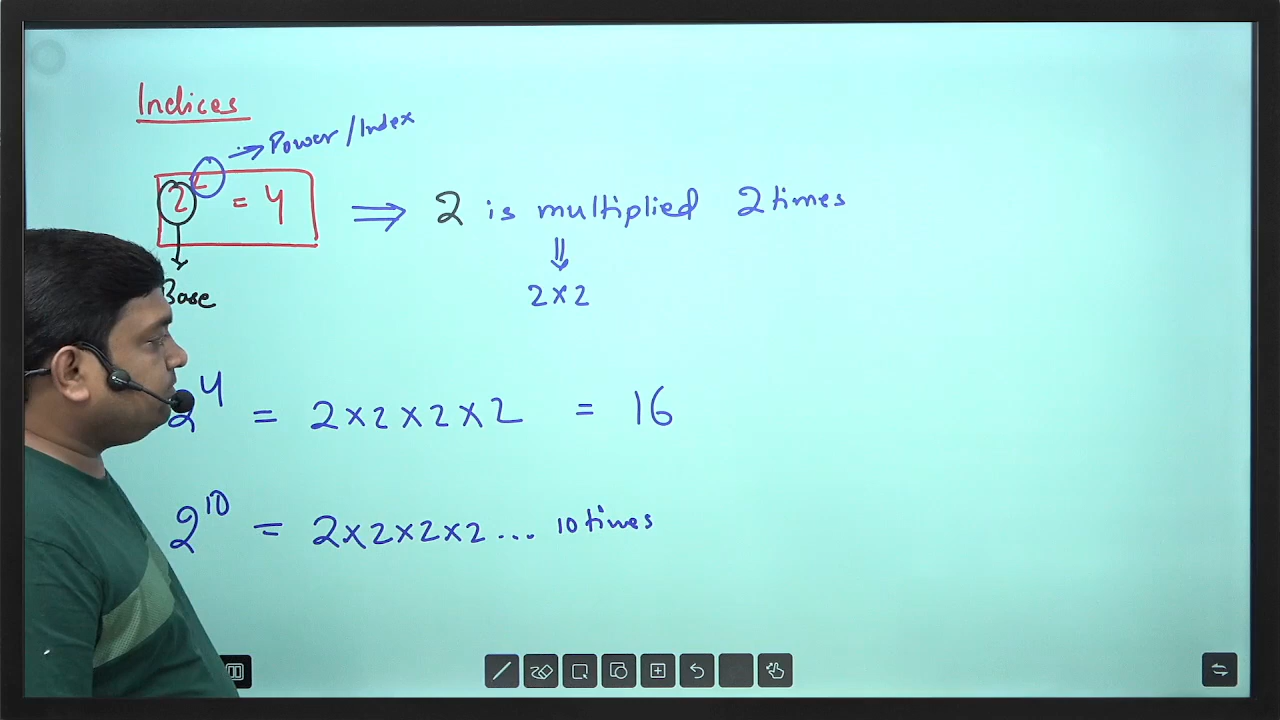 Indices
→ Power/Index
2² = 4 ⇒ 2 is multiplied 2 times
⇓
2×2
Base
2⁴ = 2×2×2×2 = 16
2¹⁰ = 2×2×2×2... 10 times